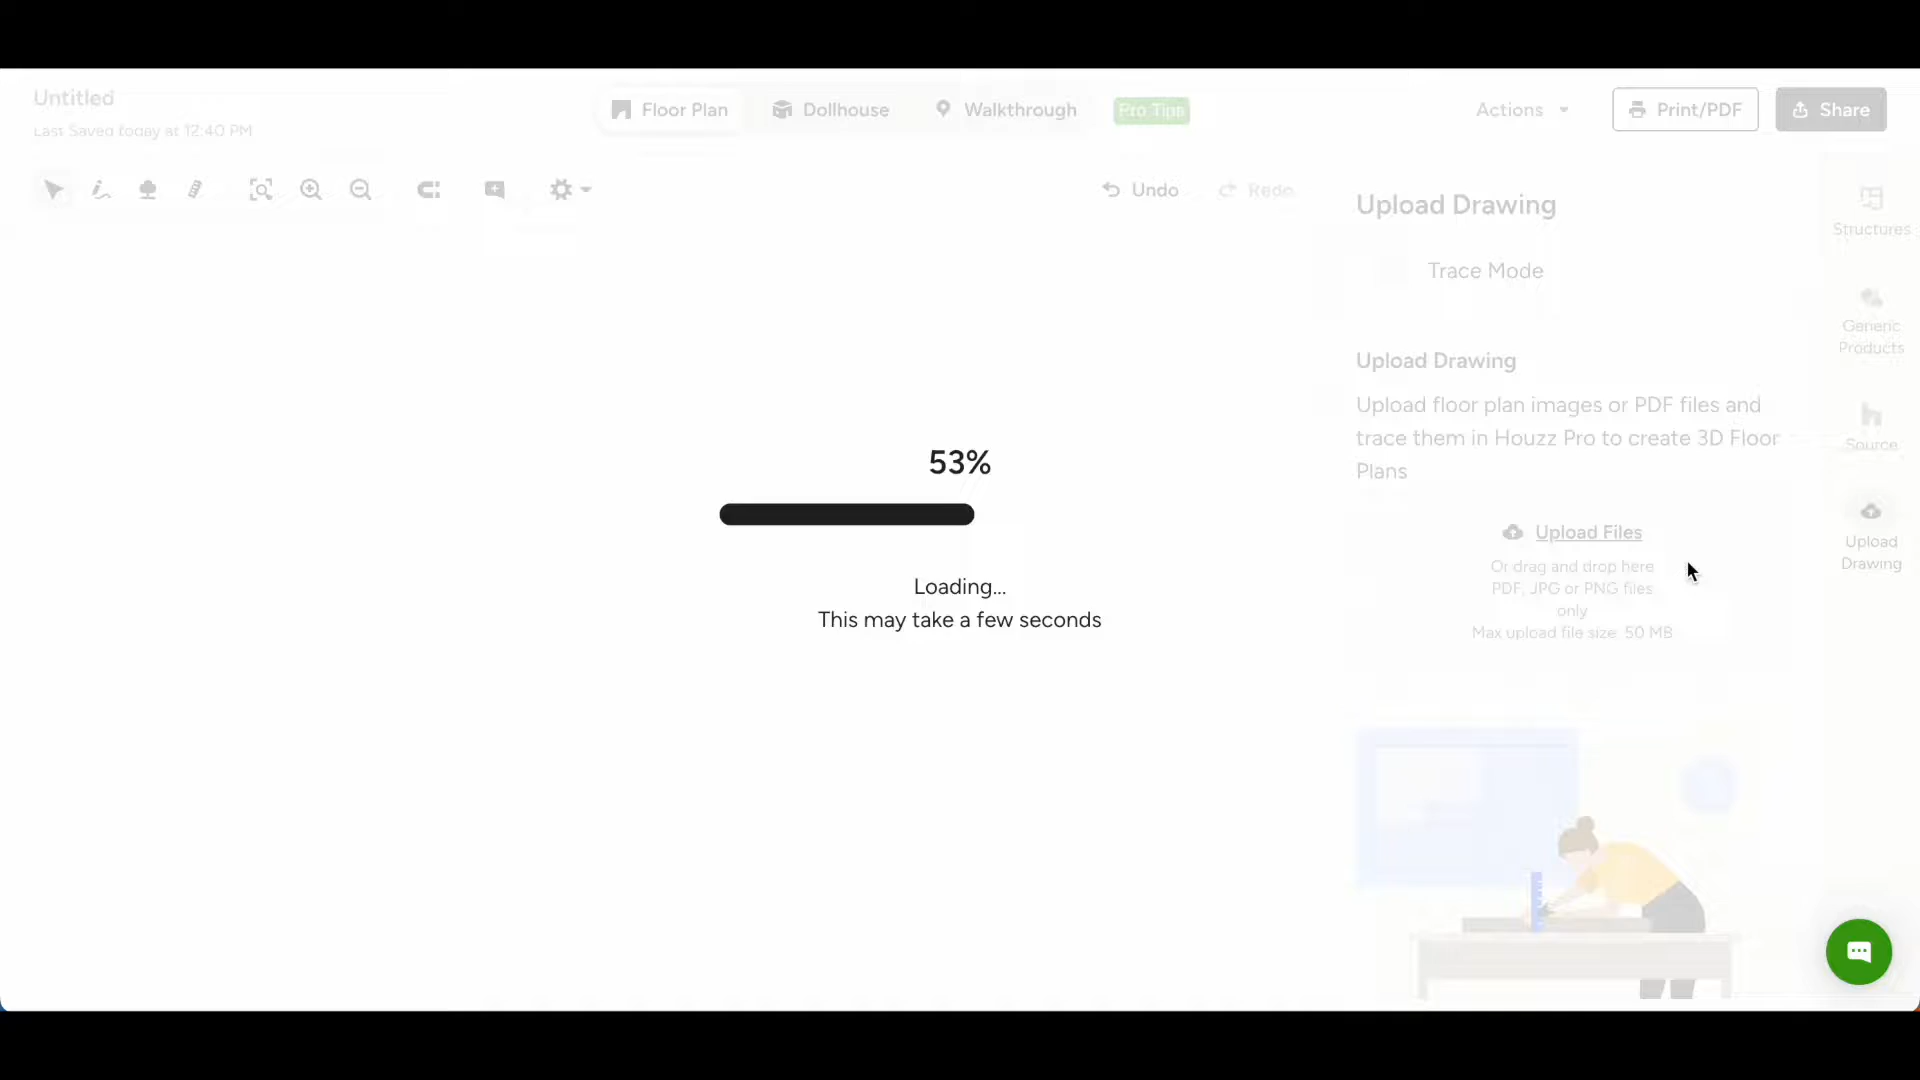 Untitled
Last Saved today at 12:40 PM
Floor Plan
Dollhouse
Walkthrough
Pro Tips
Actions
Print/PDF
Share
Undo
Redo
Upload Drawing
Trace Mode
Upload Drawing
Upload floor plan images or PDF files and
trace them in Houzz Pro to create 3D Floor
Plans
Upload Files
Or drag and drop here
PDF, JPG or PNG files
only
Max upload file size: 50 MB
Structures
Generic
Products
Source
Upload
Drawing
53%
Loading...
This may take a few seconds